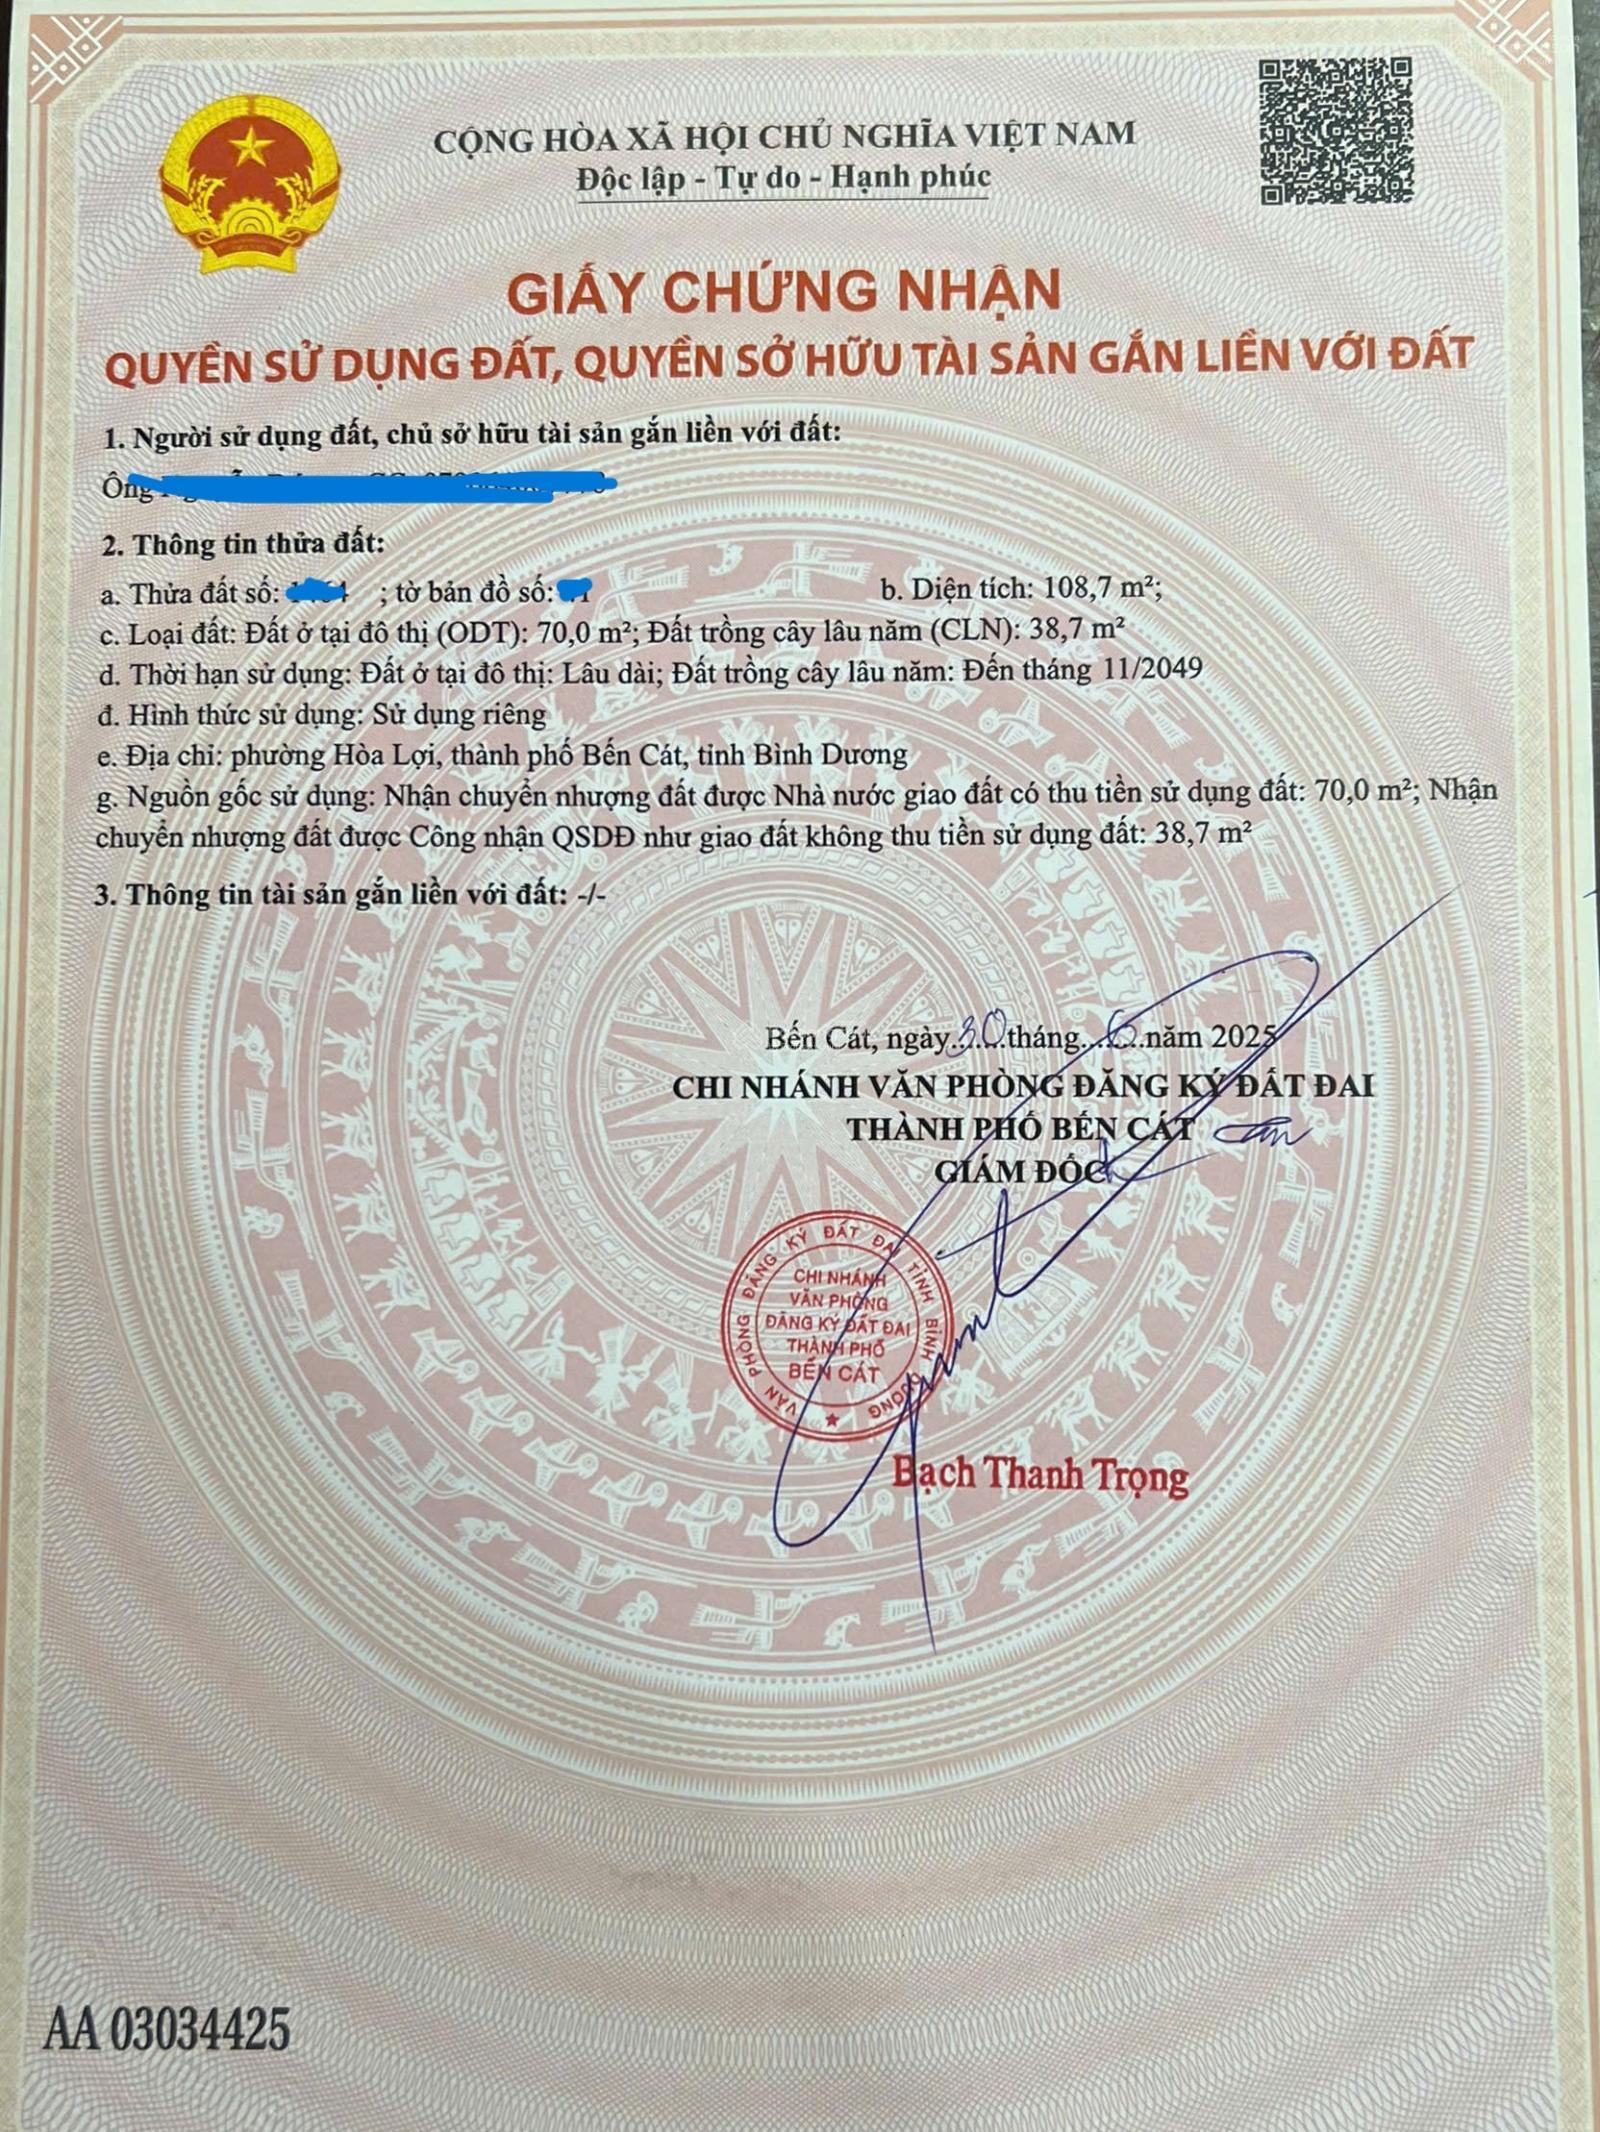 CỘNG HÒA XÃ HỘI CHỦ NGHĨA VIỆT NAM
Độc lập - Tự do - Hạnh phúc
GIẤY CHỨNG NHẬN
QUYỀN SỬ DỤNG ĐẤT, QUYỀN SỞ HỮU TÀI SẢN GẮN LIỀN VỚI ĐẤT
1. Người sử dụng đất, chủ sở hữu tài sản gắn liền với đất:
Ông
2. Thông tin thửa đất:
a. Thửa đất số: ; tờ bản đồ số: b. Diện tích: 108,7 m²;
c. Loại đất: Đất ở tại đô thị (ODT): 70,0 m²; Đất trồng cây lâu năm (CLN): 38,7 m²
d. Thời hạn sử dụng: Đất ở tại đô thị: Lâu dài; Đất trồng cây lâu năm: Đến tháng 11/2049
đ. Hình thức sử dụng: Sử dụng riêng
e. Địa chỉ: phường Hòa Lợi, thành phố Bến Cát, tỉnh Bình Dương
g. Nguồn gốc sử dụng: Nhận chuyển nhượng đất được Nhà nước giao đất có thu tiền sử dụng đất: 70,0 m²; Nhận
chuyển nhượng đất được Công nhận QSDĐ như giao đất không thu tiền sử dụng đất: 38,7 m²
3. Thông tin tài sản gắn liền với đất: -/-
Bến Cát, ngày 30 tháng 6 năm 2025
CHI NHÁNH VĂN PHÒNG ĐĂNG KÝ ĐẤT ĐAI
THÀNH PHỐ BẾN CÁT
GIÁM ĐỐC
VĂN PHÒNG ĐĂNG KÝ ĐẤT ĐAI TỈNH BÌNH DƯƠNG
CHI NHÁNH
VĂN PHÒNG
ĐĂNG KÝ ĐẤT ĐAI
THÀNH PHỐ
BẾN CÁT
Bạch Thanh Trọng
AA 03034425